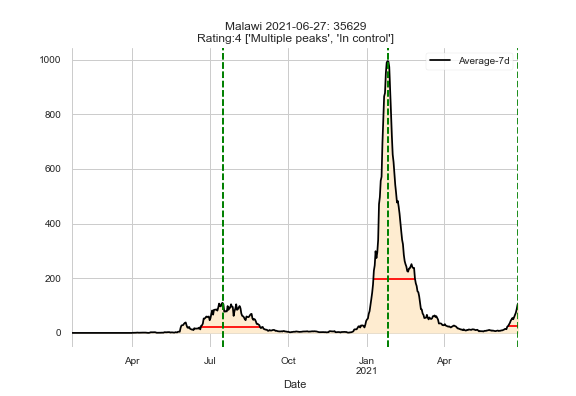 Malawi 2021-06-27: 35629
Rating:4 ['Multiple peaks', 'In control']
Average-7d
1000
800
600
400
200
0
Apr
Jul
Oct
Jan
2021
Apr
Date